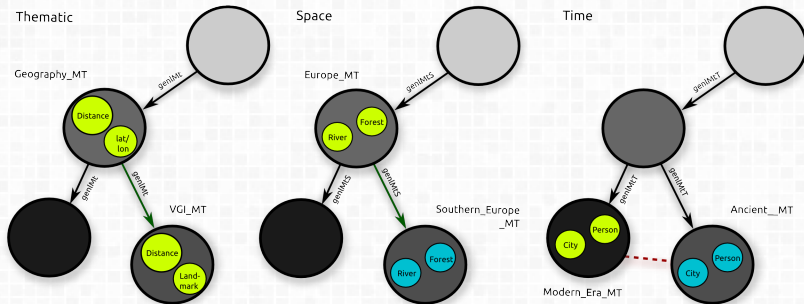 Thematic
Geography_MT
genlMt
Distance
lat/
lon
genlMt
genlMt
VGI_MT
Distance
Land-
mark
Space
Europe_MT
genlMtS
River
Forest
genlMtS
genlMtS
Southern_Europe
_MT
River
Forest
Time
genlMtT
genlMtT
genlMtT
Ancient__MT
City
Person
City
Person
Modern_Era_MT